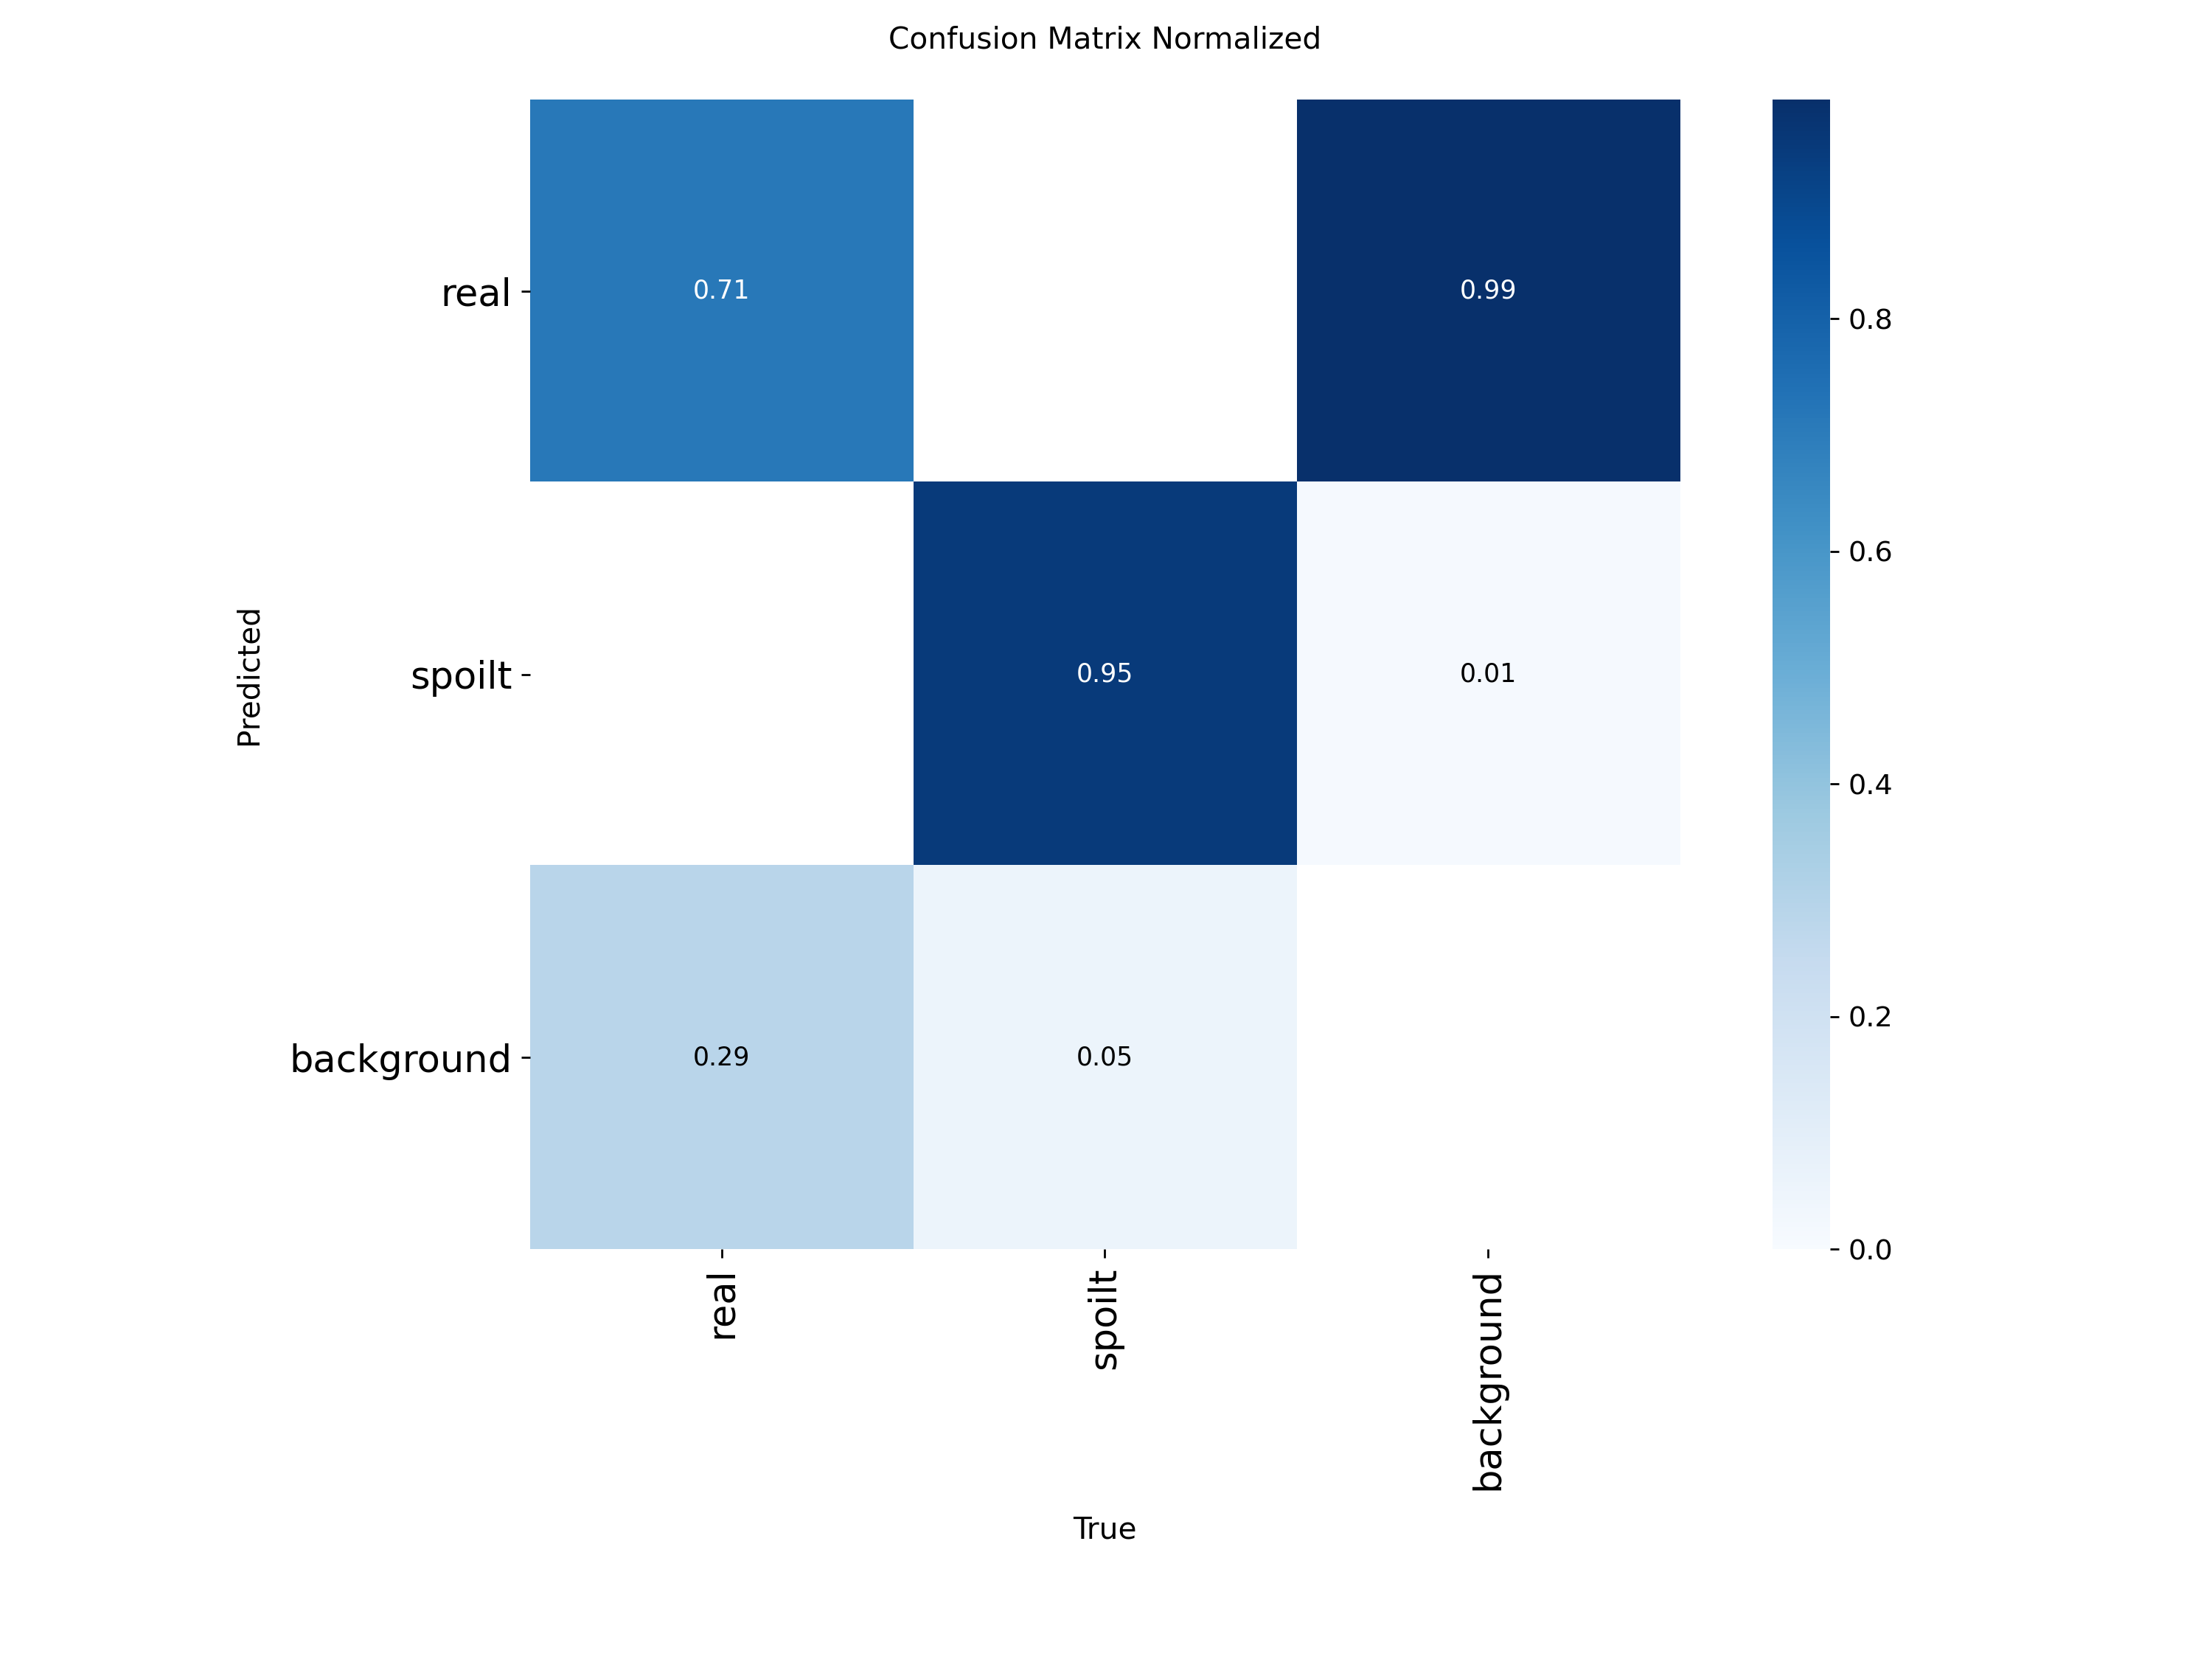 Confusion Matrix Normalized
real
0.71
0.99
0.8
0.6
Predicted
spoilt
0.95
0.01
0.4
background
0.29
0.05
0.2
0.0
real
spoilt
background
True